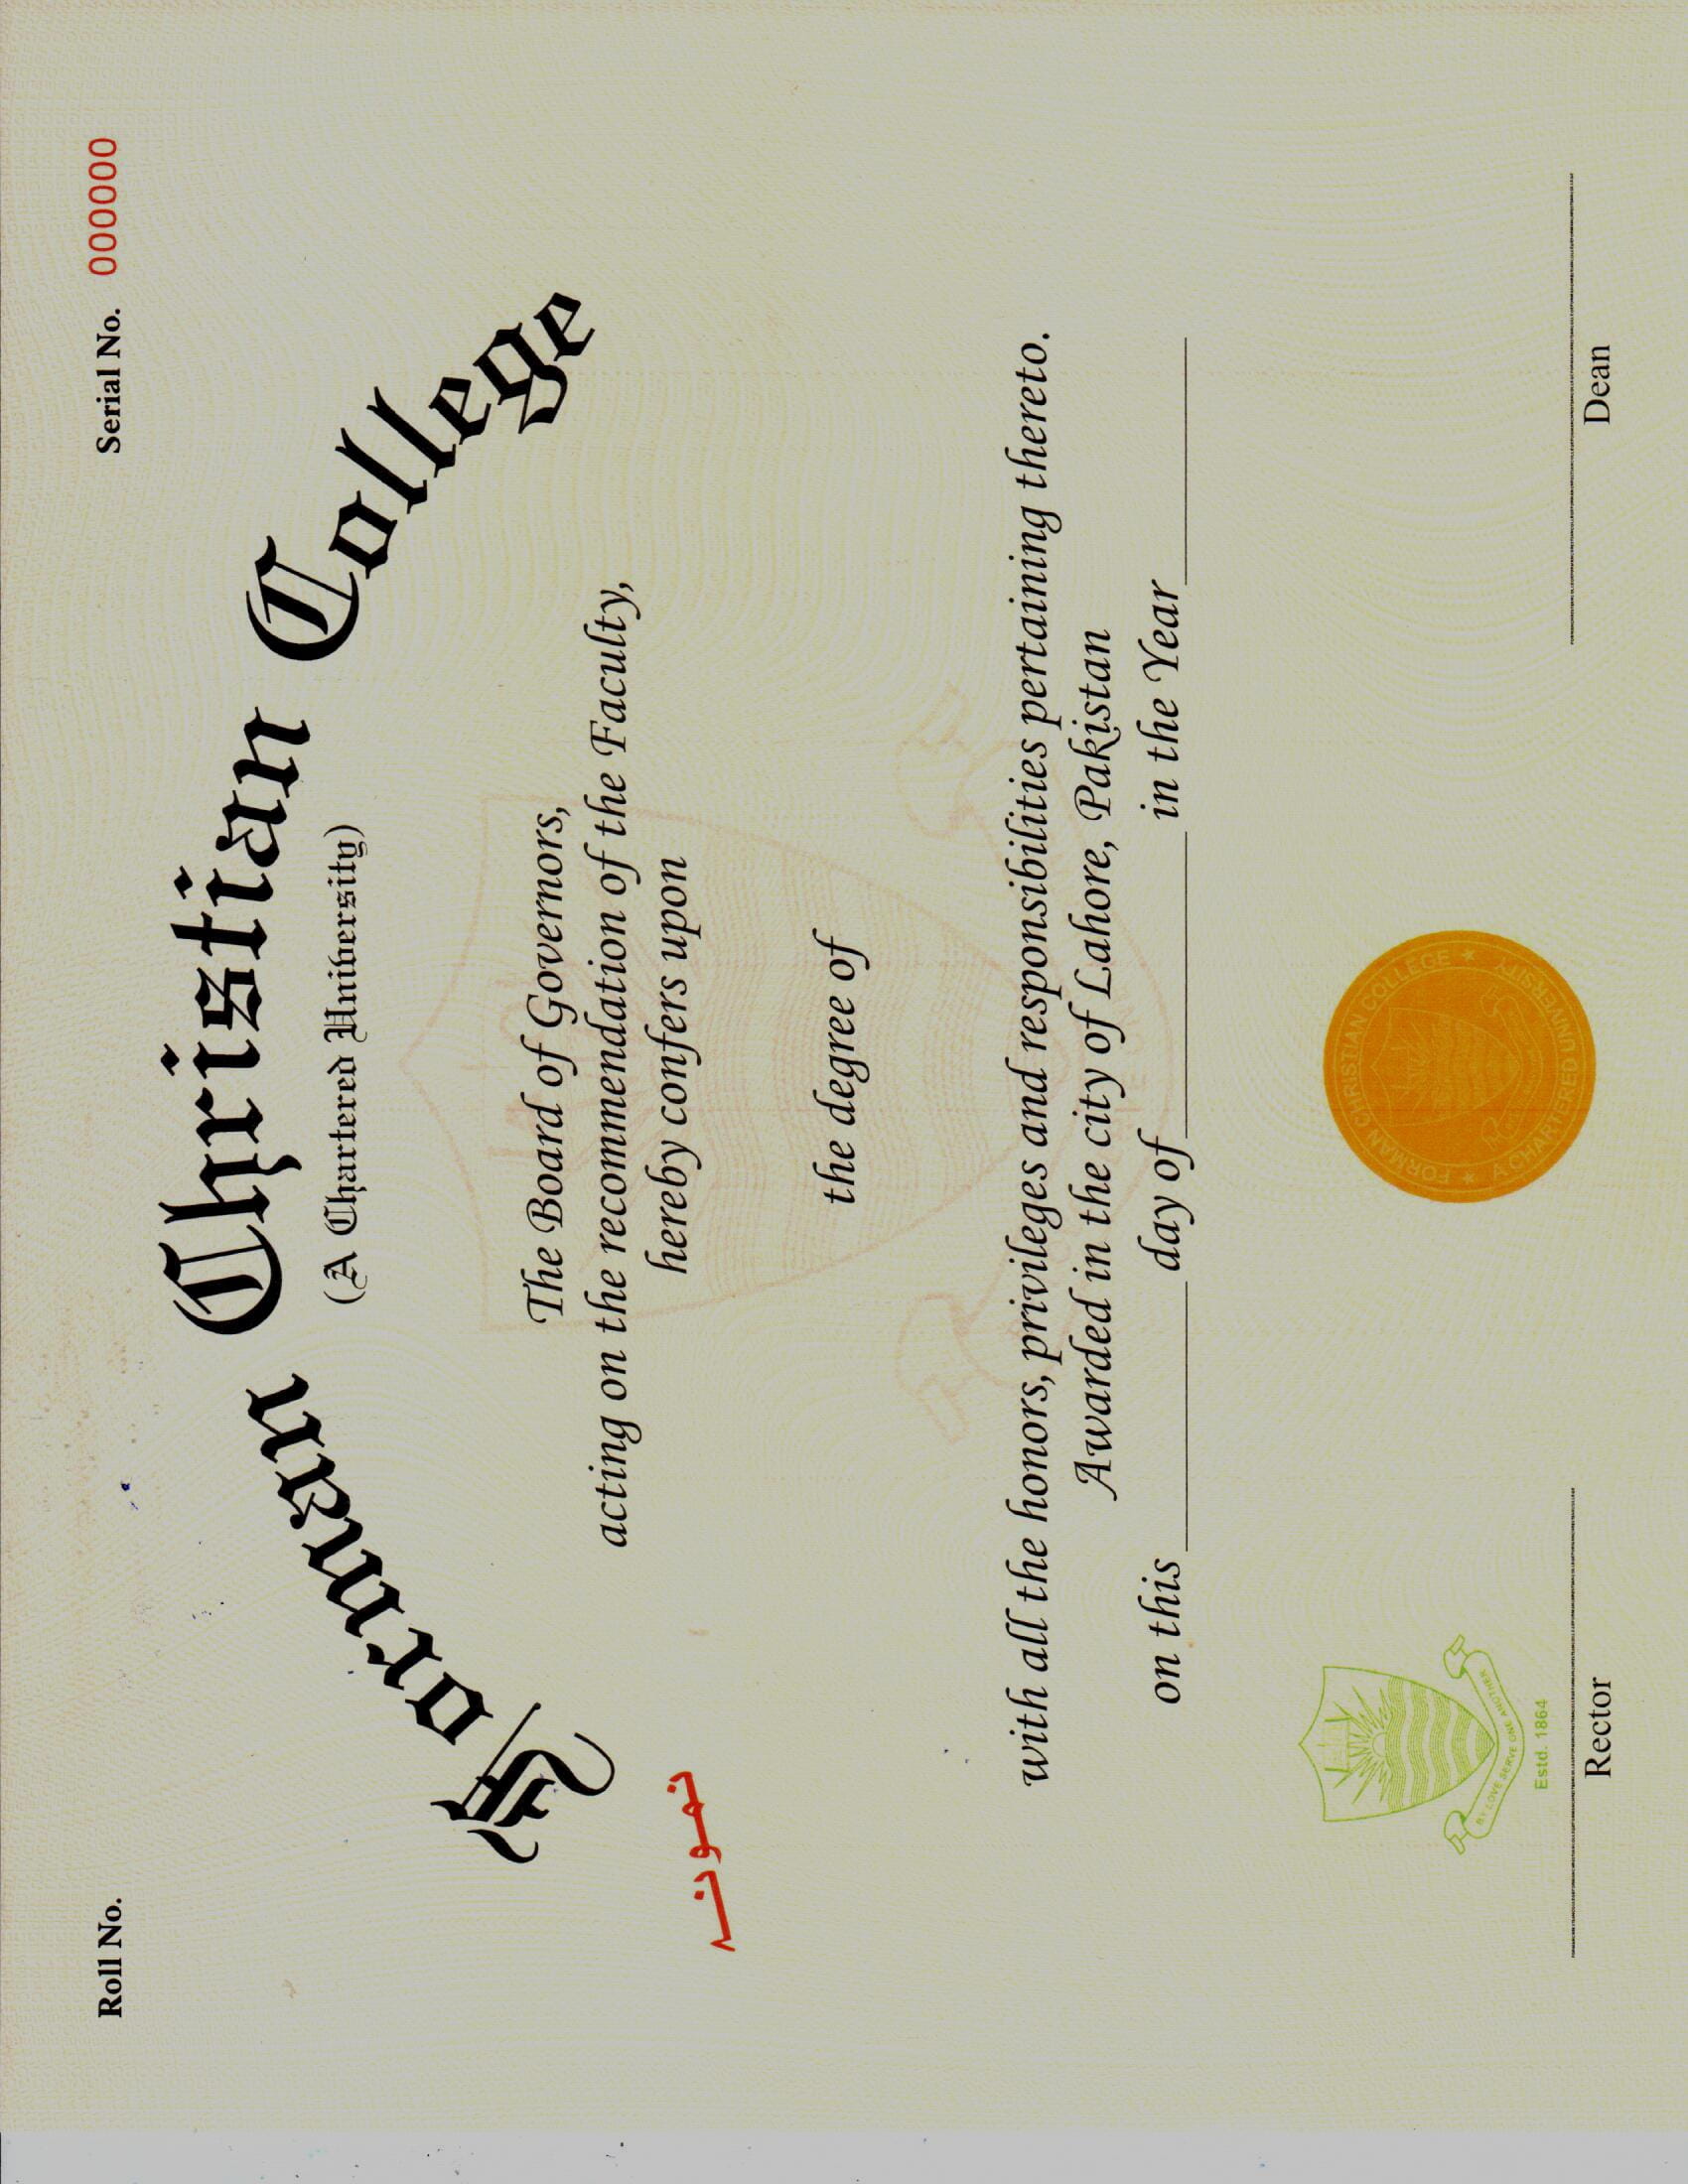 Roll No.
Serial No. 000000
Forman Christian College
(A Chartered University)
The Board of Governors,
acting on the recommendation of the Faculty,
hereby confers upon
نمونہ
the degree of
with all the honors, privileges and responsibilities pertaining thereto.
Awarded in the city of Lahore, Pakistan
on this ____________ day of ____________ in the Year ____________
BY LOVE SERVE ONE ANOTHER
Estd. 1864
FORMAN CHRISTIAN COLLEGE
A CHARTERED UNIVERSITY
Rector
Dean